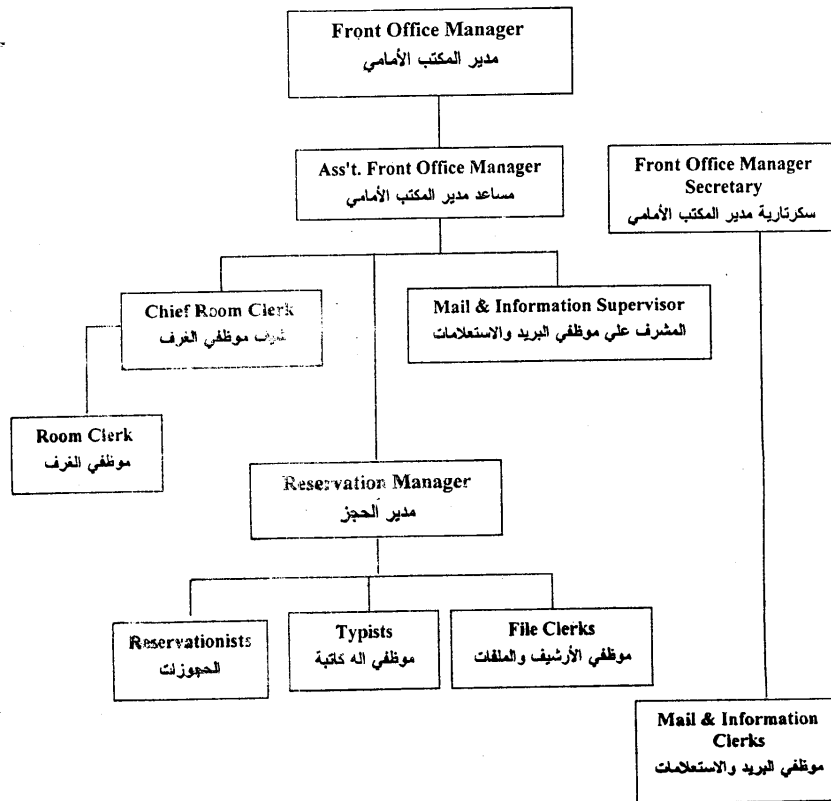 Front Office Manager
مدير المكتب الأمامي
Ass't. Front Office Manager
مساعد مدير المكتب الأمامي
Front Office Manager
Secretary
سكرتارية مدير المكتب الأمامي
Chief Room Clerk
موظفي الغرف
Mail & Information Supervisor
المشرف علي موظفي البريد والاستعلامات
Room Clerk
موظفي الغرف
Reservation Manager
مدير الحجز
Reservationists
الحجوزات
Typists
موظفي اله كاتبة
File Clerks
موظفي الأرشيف والملفات
Mail & Information
Clerks
موظفي البريد والاستعلامات